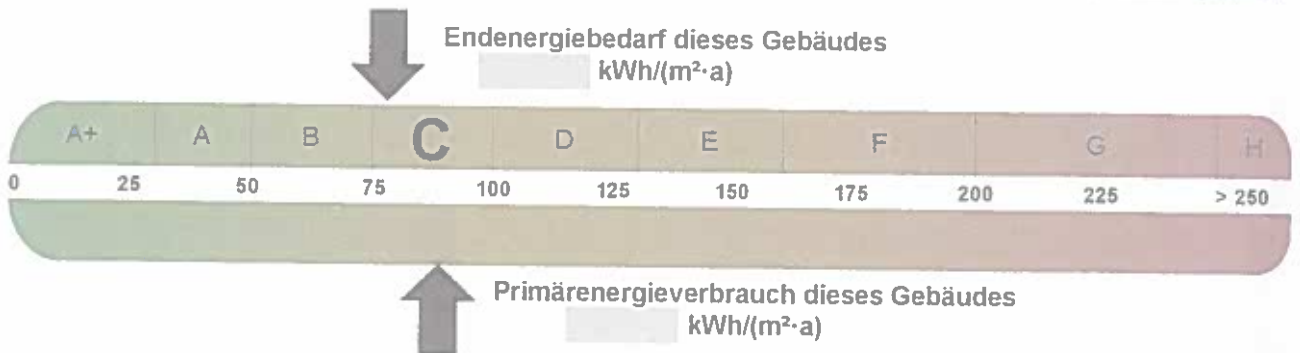 Endenergiebedarf dieses Gebäudes
kWh/(m²·a)
A+ A B C D E F G H
0 25 50 75 100 125 150 175 200 225 > 250
Primärenergieverbrauch dieses Gebäudes
kWh/(m²·a)